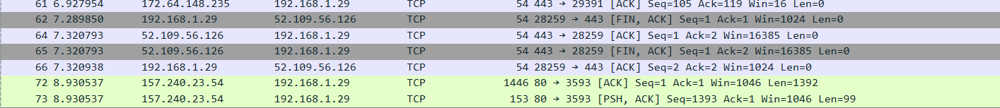 61 6.927954 172.64.148.235 192.168.1.29 TCP 54 443 → 29391 [ACK] Seq=105 Ack=119 Win=16 Len=0
62 7.289850 192.168.1.29 52.109.56.126 TCP 54 28259 → 443 [FIN, ACK] Seq=1 Ack=1 Win=1024 Len=0
64 7.320793 52.109.56.126 192.168.1.29 TCP 54 443 → 28259 [ACK] Seq=1 Ack=2 Win=16385 Len=0
65 7.320793 52.109.56.126 192.168.1.29 TCP 54 443 → 28259 [FIN, ACK] Seq=1 Ack=2 Win=16385 Len=0
66 7.320938 192.168.1.29 52.109.56.126 TCP 54 28259 → 443 [ACK] Seq=2 Ack=2 Win=1024 Len=0
72 8.930537 157.240.23.54 192.168.1.29 TCP 1446 80 → 3593 [ACK] Seq=1 Ack=1 Win=1046 Len=1392
73 8.930537 157.240.23.54 192.168.1.29 TCP 153 80 → 3593 [PSH, ACK] Seq=1393 Ack=1 Win=1046 Len=99